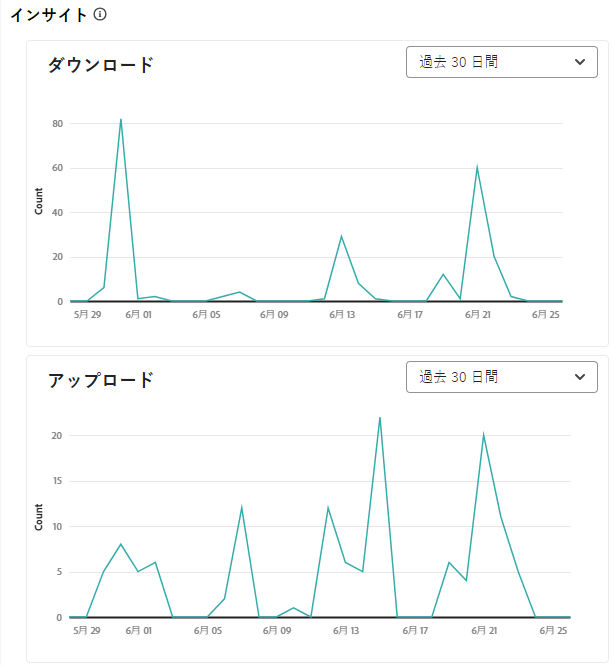 インサイト
ダウンロード
過去 30 日間
80
60
40
20
0
Count
5月 29
6月 01
6月 05
6月 09
6月 13
6月 17
6月 21
6月 25
アップロード
過去 30 日間
20
15
10
5
0
Count
5月 29
6月 01
6月 05
6月 09
6月 13
6月 17
6月 21
6月 25